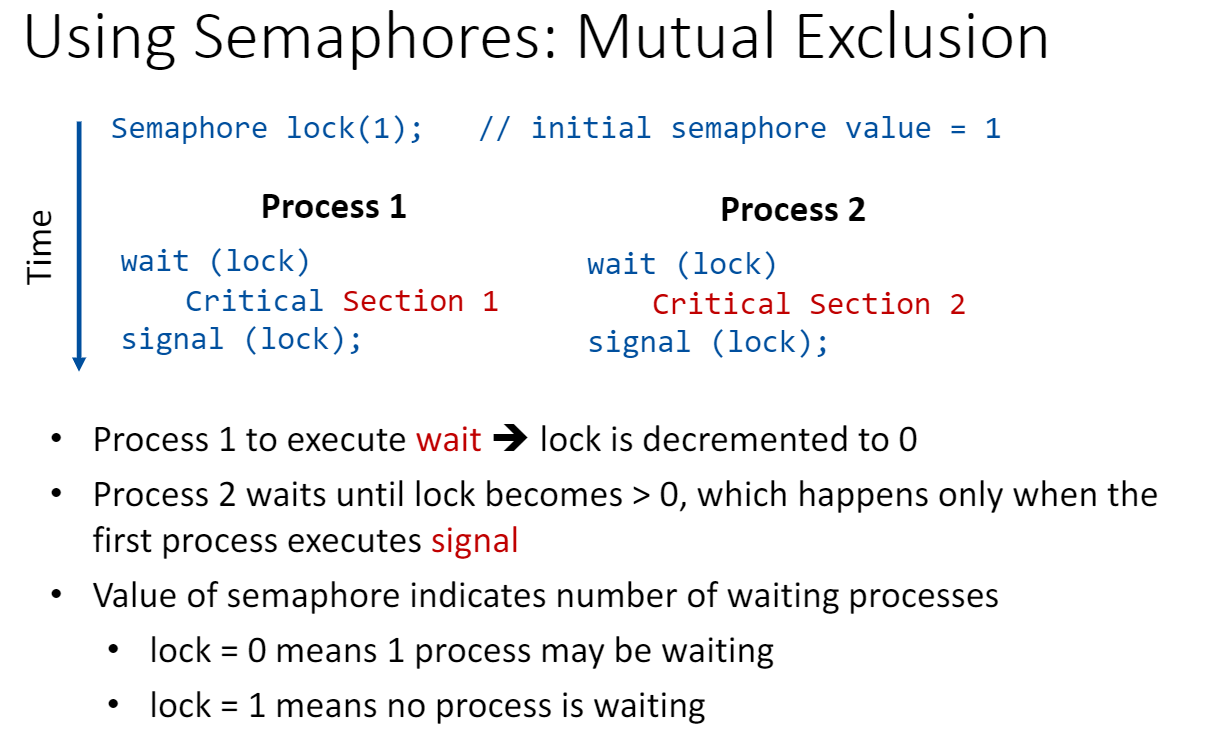 Using Semaphores: Mutual Exclusion
Semaphore lock(1);   // initial semaphore value = 1
Time
Process 1
wait (lock)
Critical Section 1
signal (lock);
Process 2
wait (lock)
Critical Section 2
signal (lock);
• Process 1 to execute wait ➔ lock is decremented to 0
• Process 2 waits until lock becomes > 0, which happens only when the
first process executes signal
• Value of semaphore indicates number of waiting processes
• lock = 0 means 1 process may be waiting
• lock = 1 means no process is waiting